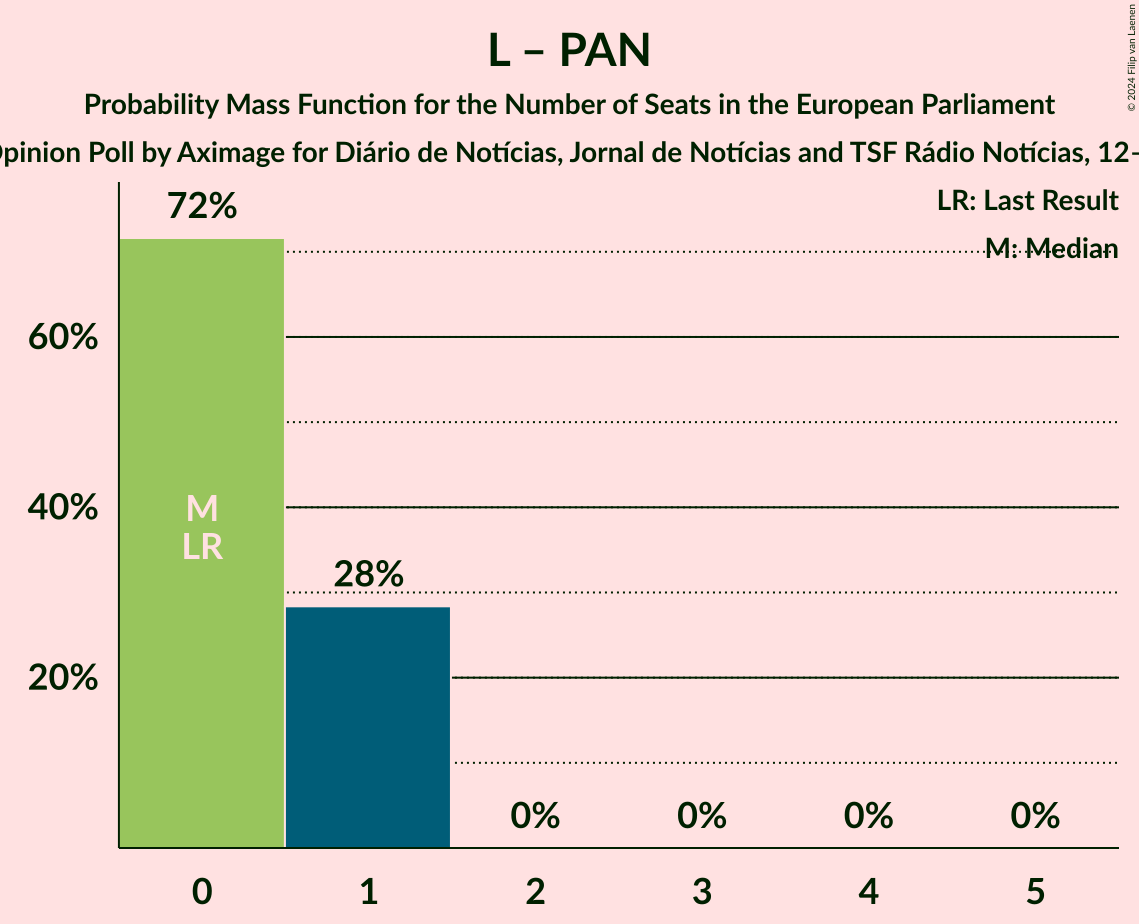 L – PAN
Probability Mass Function for the Number of Seats in the European Parliament
pinion Poll by Aximage for Diário de Notícias, Jornal de Notícias and TSF Rádio Notícias, 12–
© 2024 Filip van Laenen
LR: Last Result
M: Median
72%
60%
40%
20%
M
LR
28%
0%
0%
0%
0%
0
1
2
3
4
5